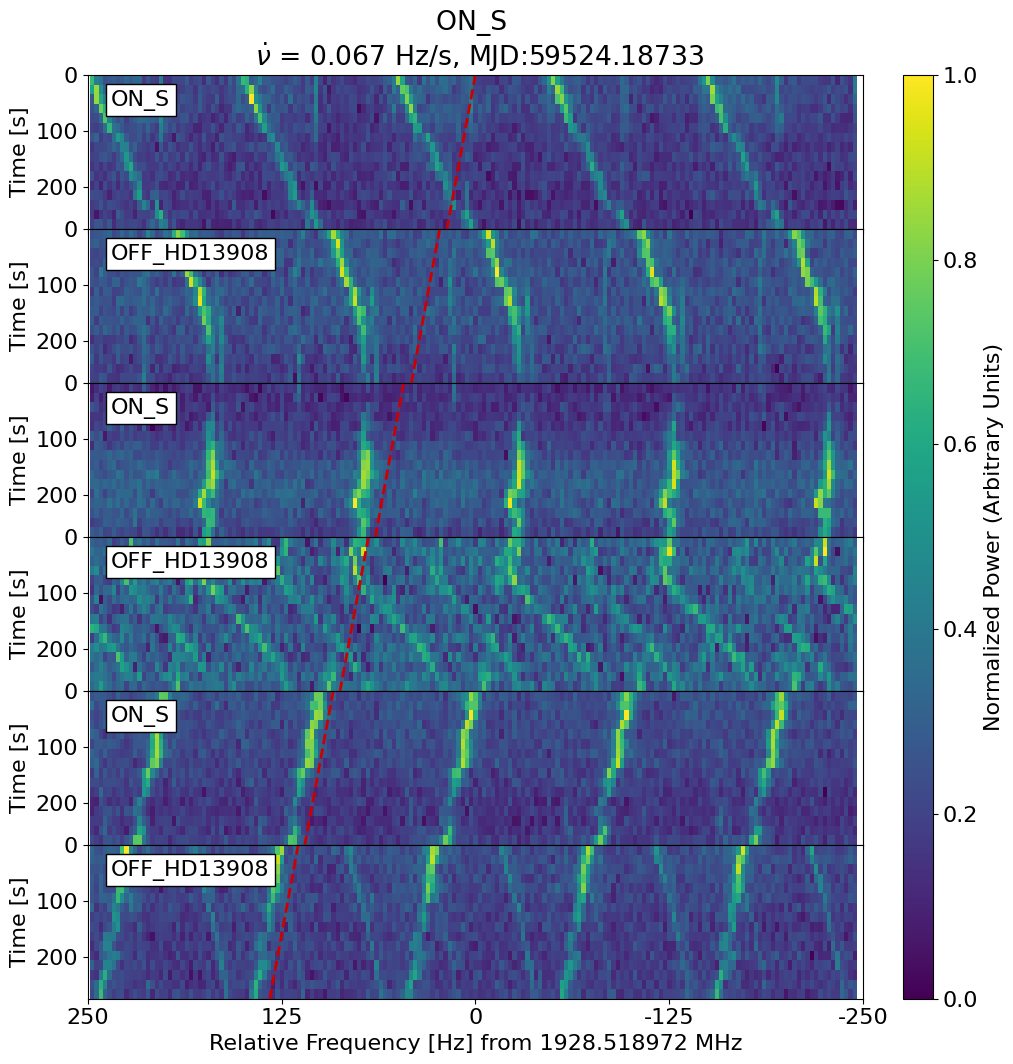 ON_S
ν̇ = 0.067 Hz/s, MJD:59524.18733
0
ON_S
100
Time [s]
200
0
OFF_HD13908
100
Time [s]
200
0
ON_S
100
Time [s]
200
0
OFF_HD13908
100
Time [s]
200
0
ON_S
100
Time [s]
200
0
OFF_HD13908
100
Time [s]
200
250 125 0 -125 -250
Relative Frequency [Hz] from 1928.518972 MHz
1.0
0.8
0.6
0.4
0.2
0.0
Normalized Power (Arbitrary Units)